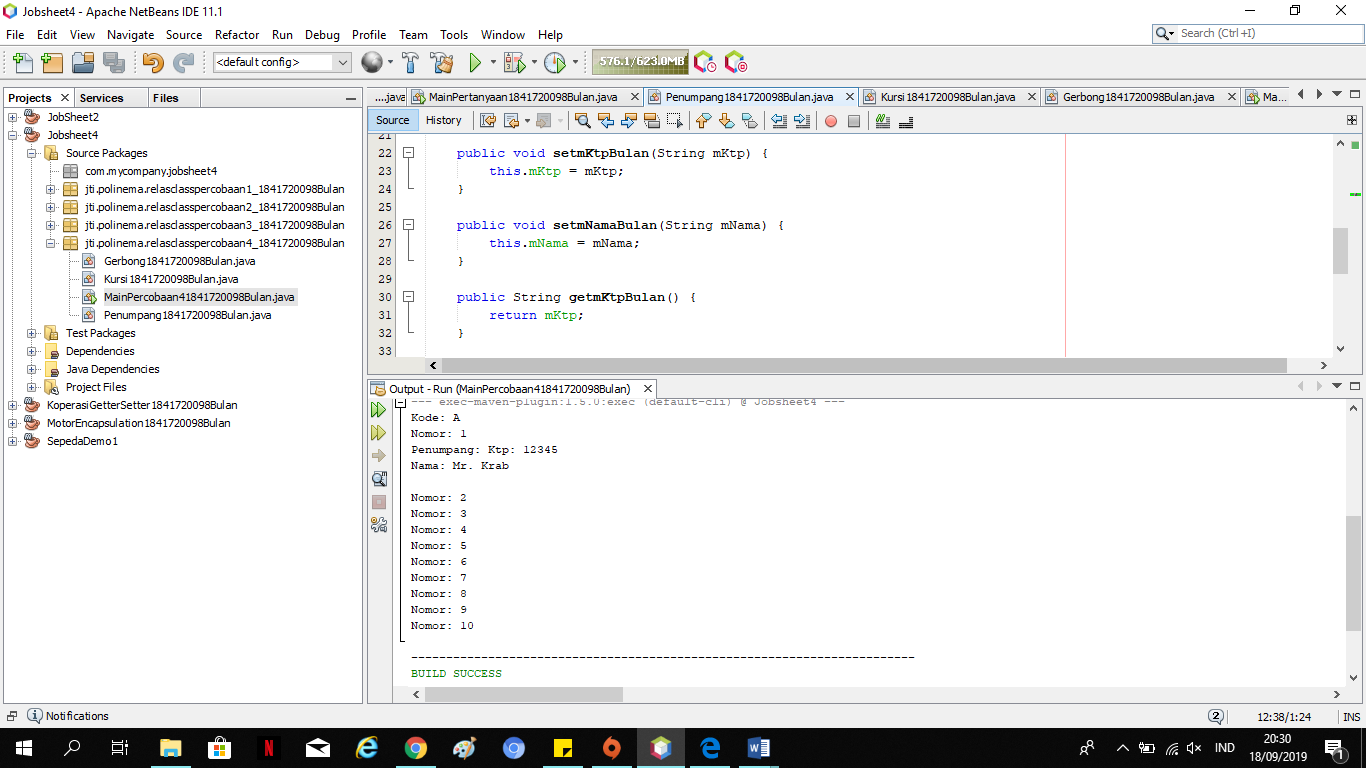 Jobsheet4 - Apache NetBeans IDE 11.1
File Edit View Navigate Source Refactor Run Debug Profile Team Tools Window Help
Search (Ctrl+I)
<default config>
576.1/623.0MB
Projects Services Files
JobSheet2
Jobsheet4
Source Packages
com.mycompany.jobsheet4
jti.polinema.relasclasspercobaan1_1841720098Bulan
jti.polinema.relasclasspercobaan2_1841720098Bulan
jti.polinema.relasclasspercobaan3_1841720098Bulan
jti.polinema.relasclasspercobaan4_1841720098Bulan
Gerbong1841720098Bulan.java
Kursi1841720098Bulan.java
MainPercobaan41841720098Bulan.java
Penumpang1841720098Bulan.java
Test Packages
Dependencies
Java Dependencies
Project Files
KoperasiGetterSetter1841720098Bulan
MotorEncapsulation1841720098Bulan
SepedaDemo1
....java MainPertanyaan1841720098Bulan.java Penumpang1841720098Bulan.java Kursi1841720098Bulan.java Gerbong1841720098Bulan.java Ma...
Source History
21
22 public void setmKtpBulan(String mKtp) {
23 this.mKtp = mKtp;
24 }
25
26 public void setmNamaBulan(String mNama) {
27 this.mNama = mNama;
28 }
29
30 public String getmKtpBulan() {
31 return mKtp;
32 }
33
Output - Run (MainPercobaan41841720098Bulan)
--- exec-maven-plugin:1.5.0:exec (default-cli) @ Jobsheet4 ---
Kode: A
Nomor: 1
Penumpang: Ktp: 12345
Nama: Mr. Krab
Nomor: 2
Nomor: 3
Nomor: 4
Nomor: 5
Nomor: 6
Nomor: 7
Nomor: 8
Nomor: 9
Nomor: 10
------------------------------------------------------------------------
BUILD SUCCESS
Notifications
2
12:38/1:24 INS
IND
20:30
18/09/2019
1